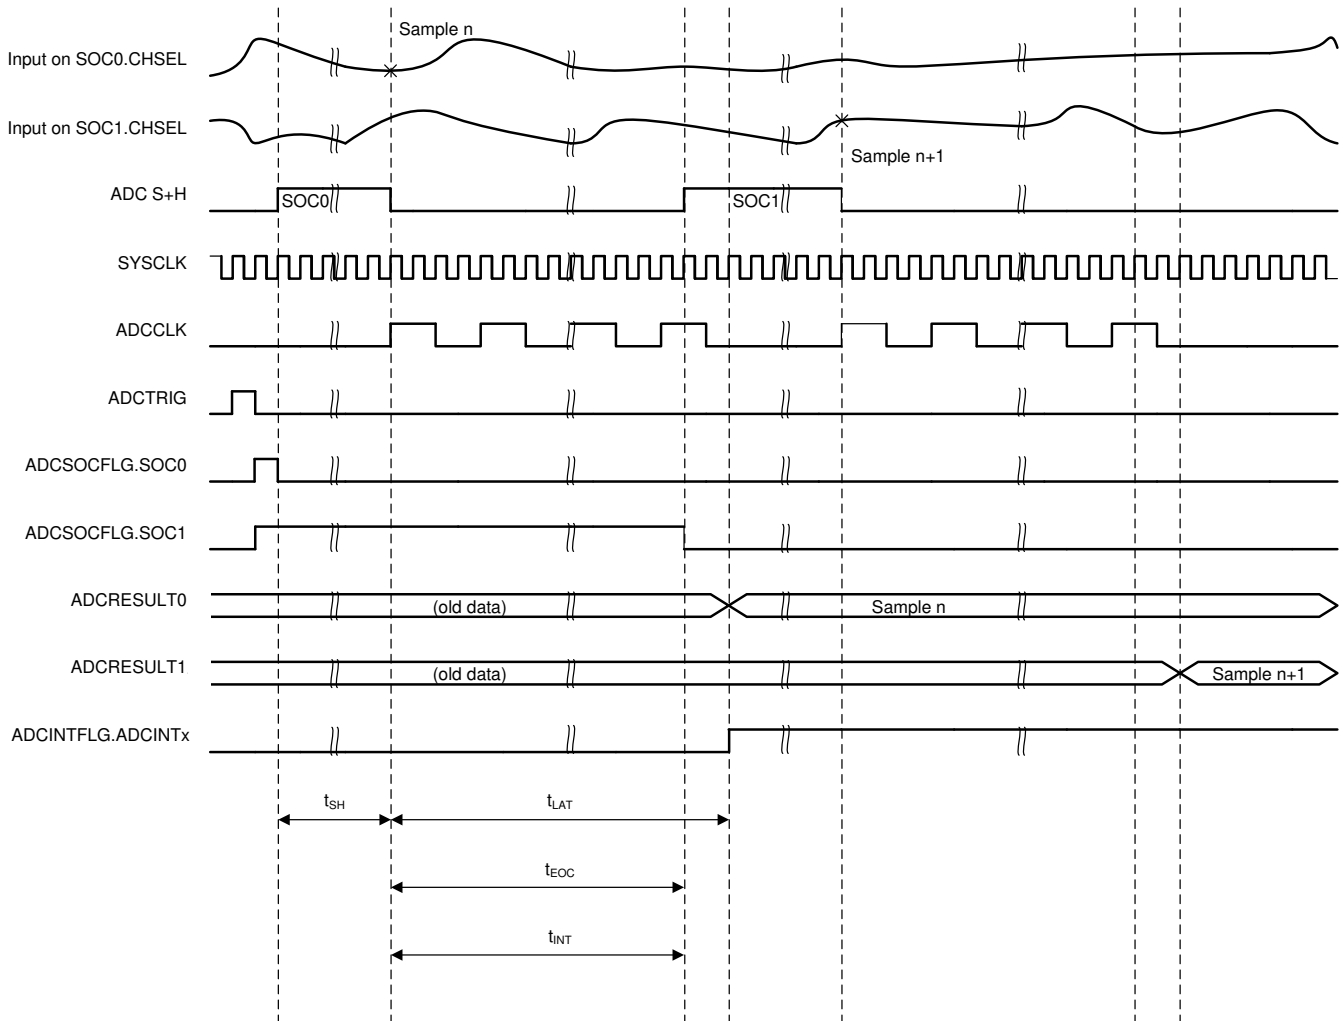 Sample n
Input on SOC0.CHSEL
Input on SOC1.CHSEL
Sample n+1
ADC S+H
SOC0
SOC1
SYSCLK
ADCCLK
ADCTRIG
ADCSOCFLG.SOC0
ADCSOCFLG.SOC1
ADCRESULT0
(old data)
Sample n
ADCRESULT1
(old data)
Sample n+1
ADCINTFLG.ADCINTx
tSH
tLAT
tEOC
tINT